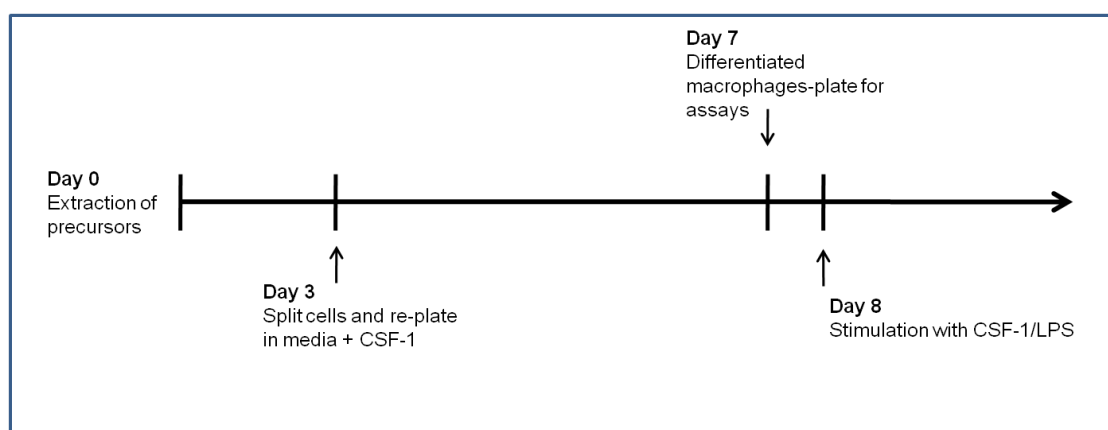 Day 0
Extraction of
precursors
Day 3
Split cells and re-plate
in media + CSF-1
Day 7
Differentiated
macrophages-plate for
assays
Day 8
Stimulation with CSF-1/LPS